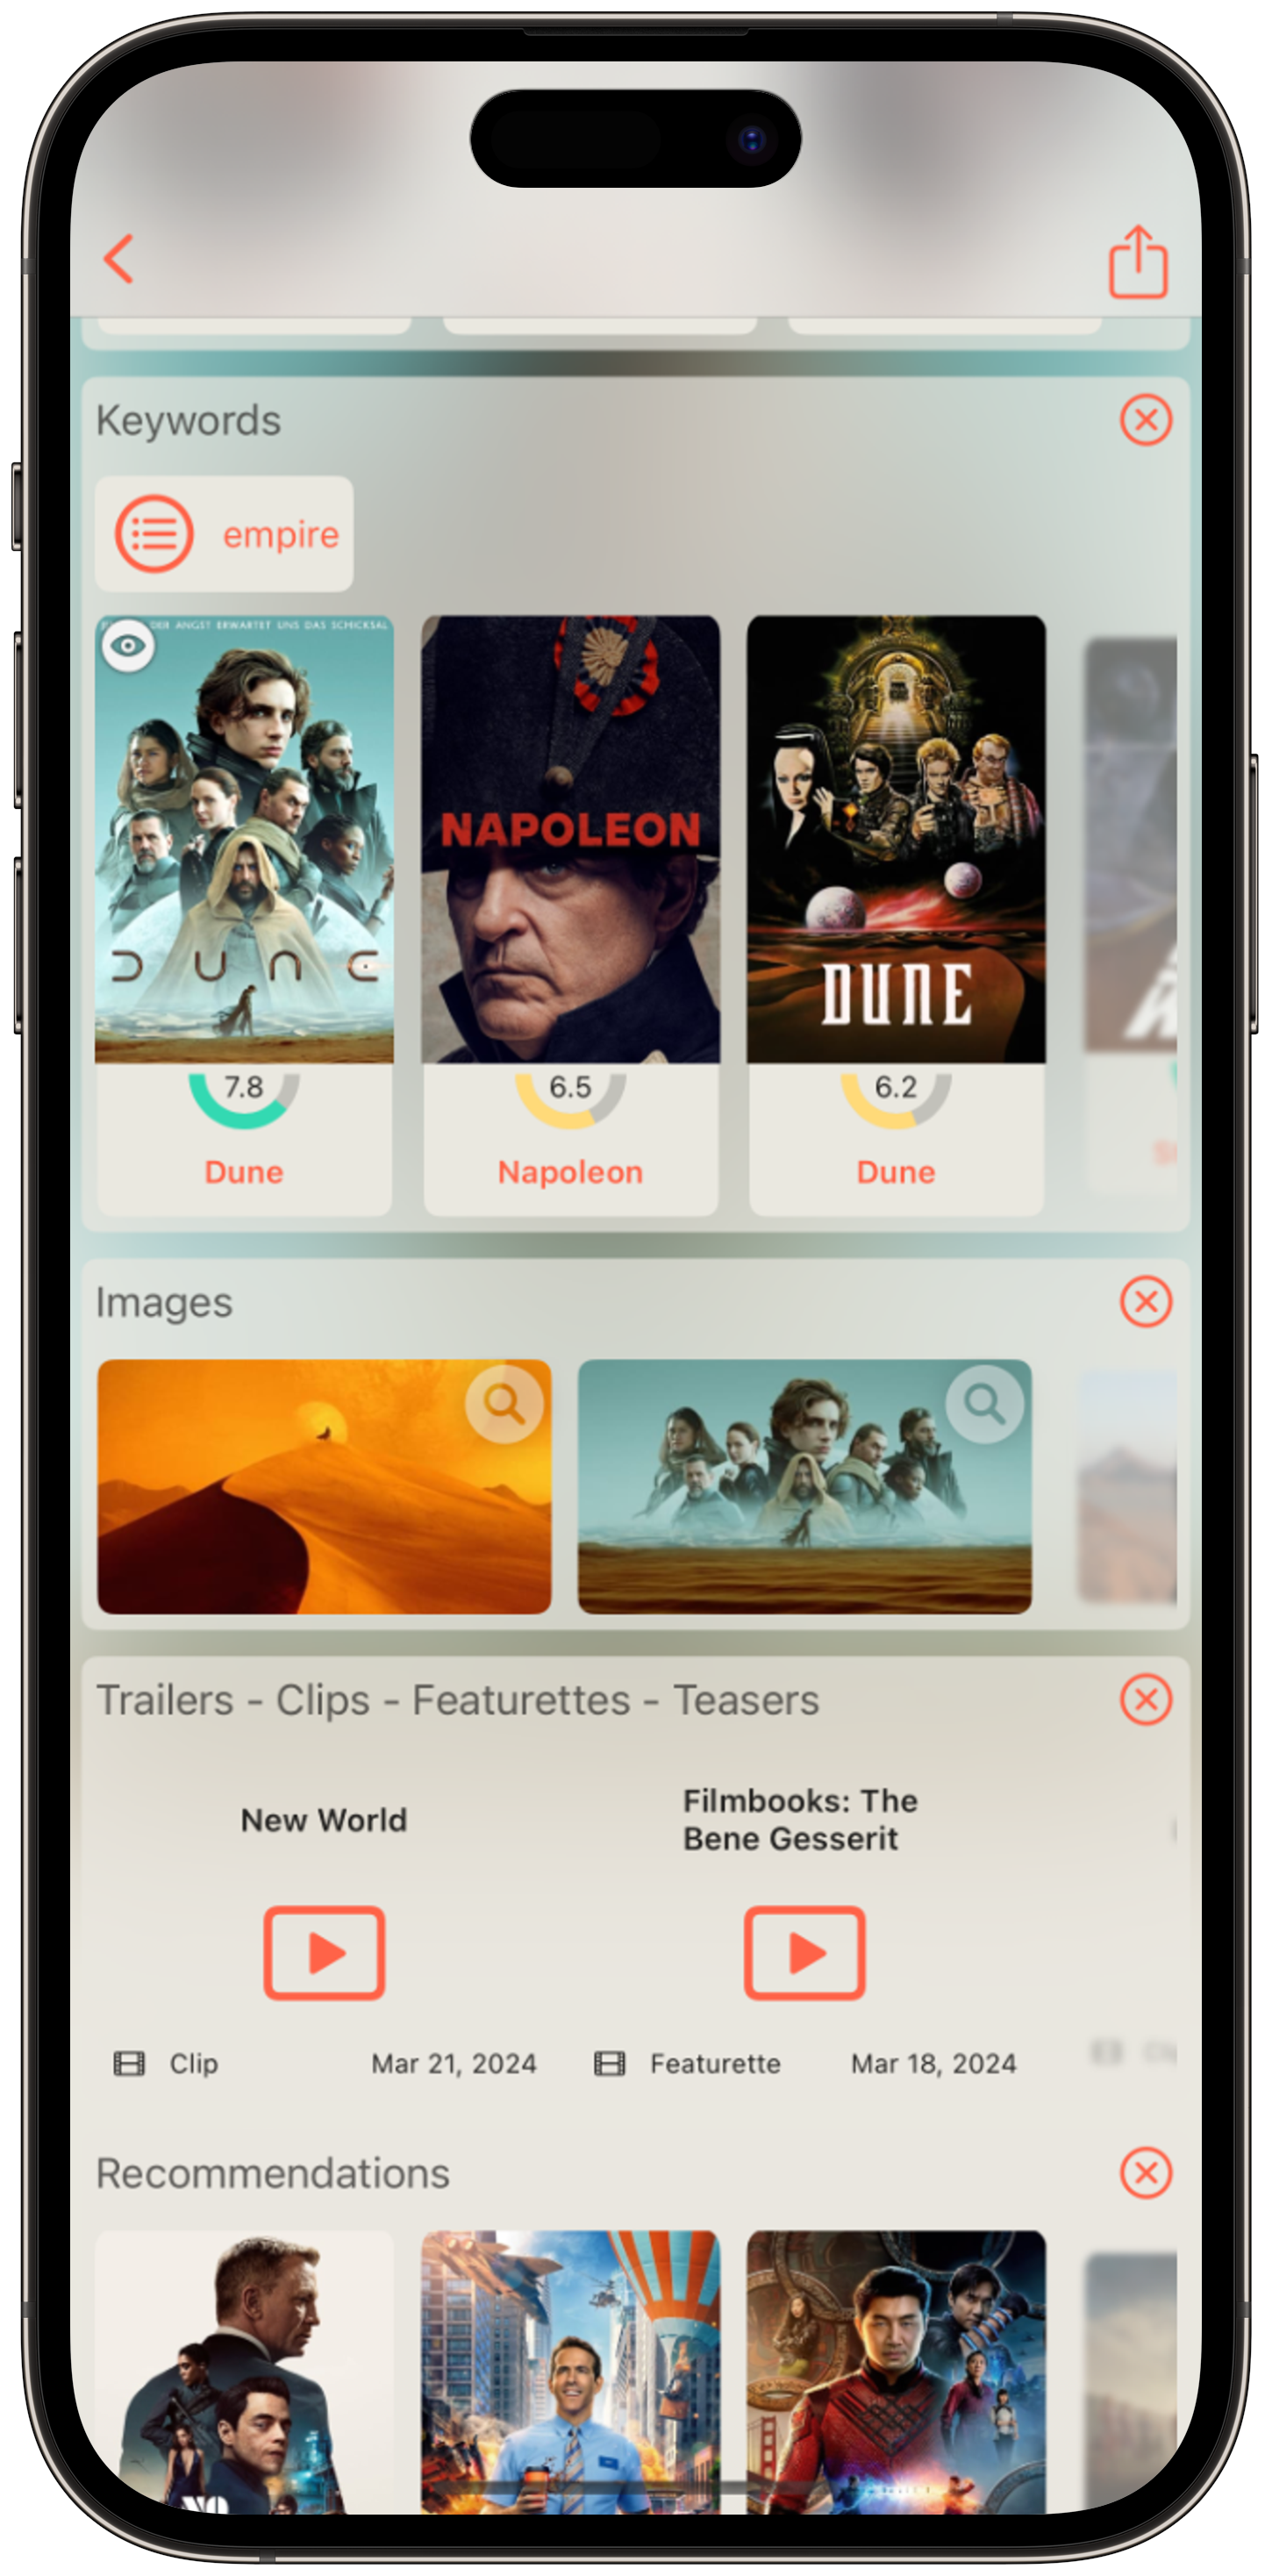 Keywords
empire
DER ANGST ERWARTET UNS DAS SCHICKSAL
DUNE
NAPOLEON
DUNE
7.8
6.5
6.2
Dune
Napoleon
Dune
Images
Trailers - Clips - Featurettes - Teasers
New World
Filmbooks: The
Bene Gesserit
Clip
Mar 21, 2024
Featurette
Mar 18, 2024
Recommendations
NO